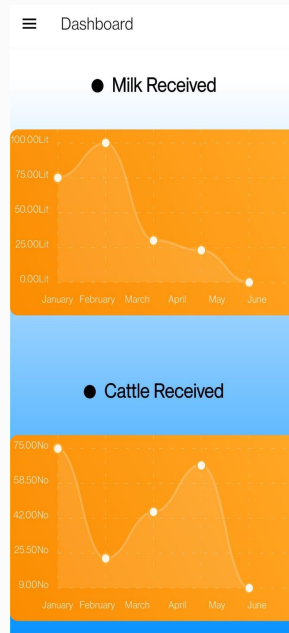 Dashboard
Milk Received
100.00Lit
75.00Lit
50.00Lit
25.00Lit
0.00Lit
January February March April May June
Cattle Received
75.00No
58.50No
42.00No
25.50No
9.00No
January February March April May June